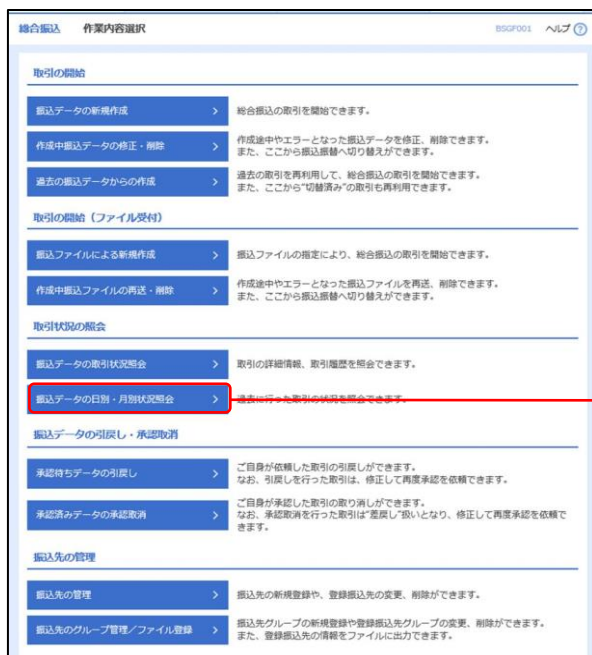 総合振込 作業内容選択 BSGF001 ヘルプ ?
取引の開始
振込データの新規作成 > 総合振込の取引を開始できます。
作成中振込データの修正・削除 > 作成途中やエラーとなった振込データを修正、削除できます。
また、ここから振込振替へ切り替えができます。
過去の振込データからの作成 > 過去の取引を再利用して、総合振込の取引を開始できます。
また、ここから“切替済み”の取引も再利用できます。
取引の開始（ファイル受付）
振込ファイルによる新規作成 > 振込ファイルの指定により、総合振込の取引を開始できます。
作成中振込ファイルの再送・削除 > 作成途中やエラーとなった振込ファイルを再送、削除できます。
また、ここから振込振替へ切り替えができます。
取引状況の照会
振込データの取引状況照会 > 取引の詳細情報、取引履歴を照会できます。
振込データの日別・月別状況照会 > 過去に行った取引の状況を照会できます。
振込データの引戻し・承認取消
承認待ちデータの引戻し > ご自身が依頼した取引の引戻しができます。
なお、引戻しを行った取引は、修正して再度承認を依頼できます。
承認済みデータの承認取消 > ご自身が承認した取引の取り消しができます。
なお、承認取消を行った取引は“差戻し”扱いとなり、修正して再度承認を依頼で
きます。
振込先の管理
振込先の管理 > 振込先の新規登録や、登録振込先の変更、削除ができます。
振込先のグループ管理／ファイル登録 > 振込先グループの新規登録や登録振込先グループの変更、削除ができます。
また、登録振込先の情報をファイルに出力できます。